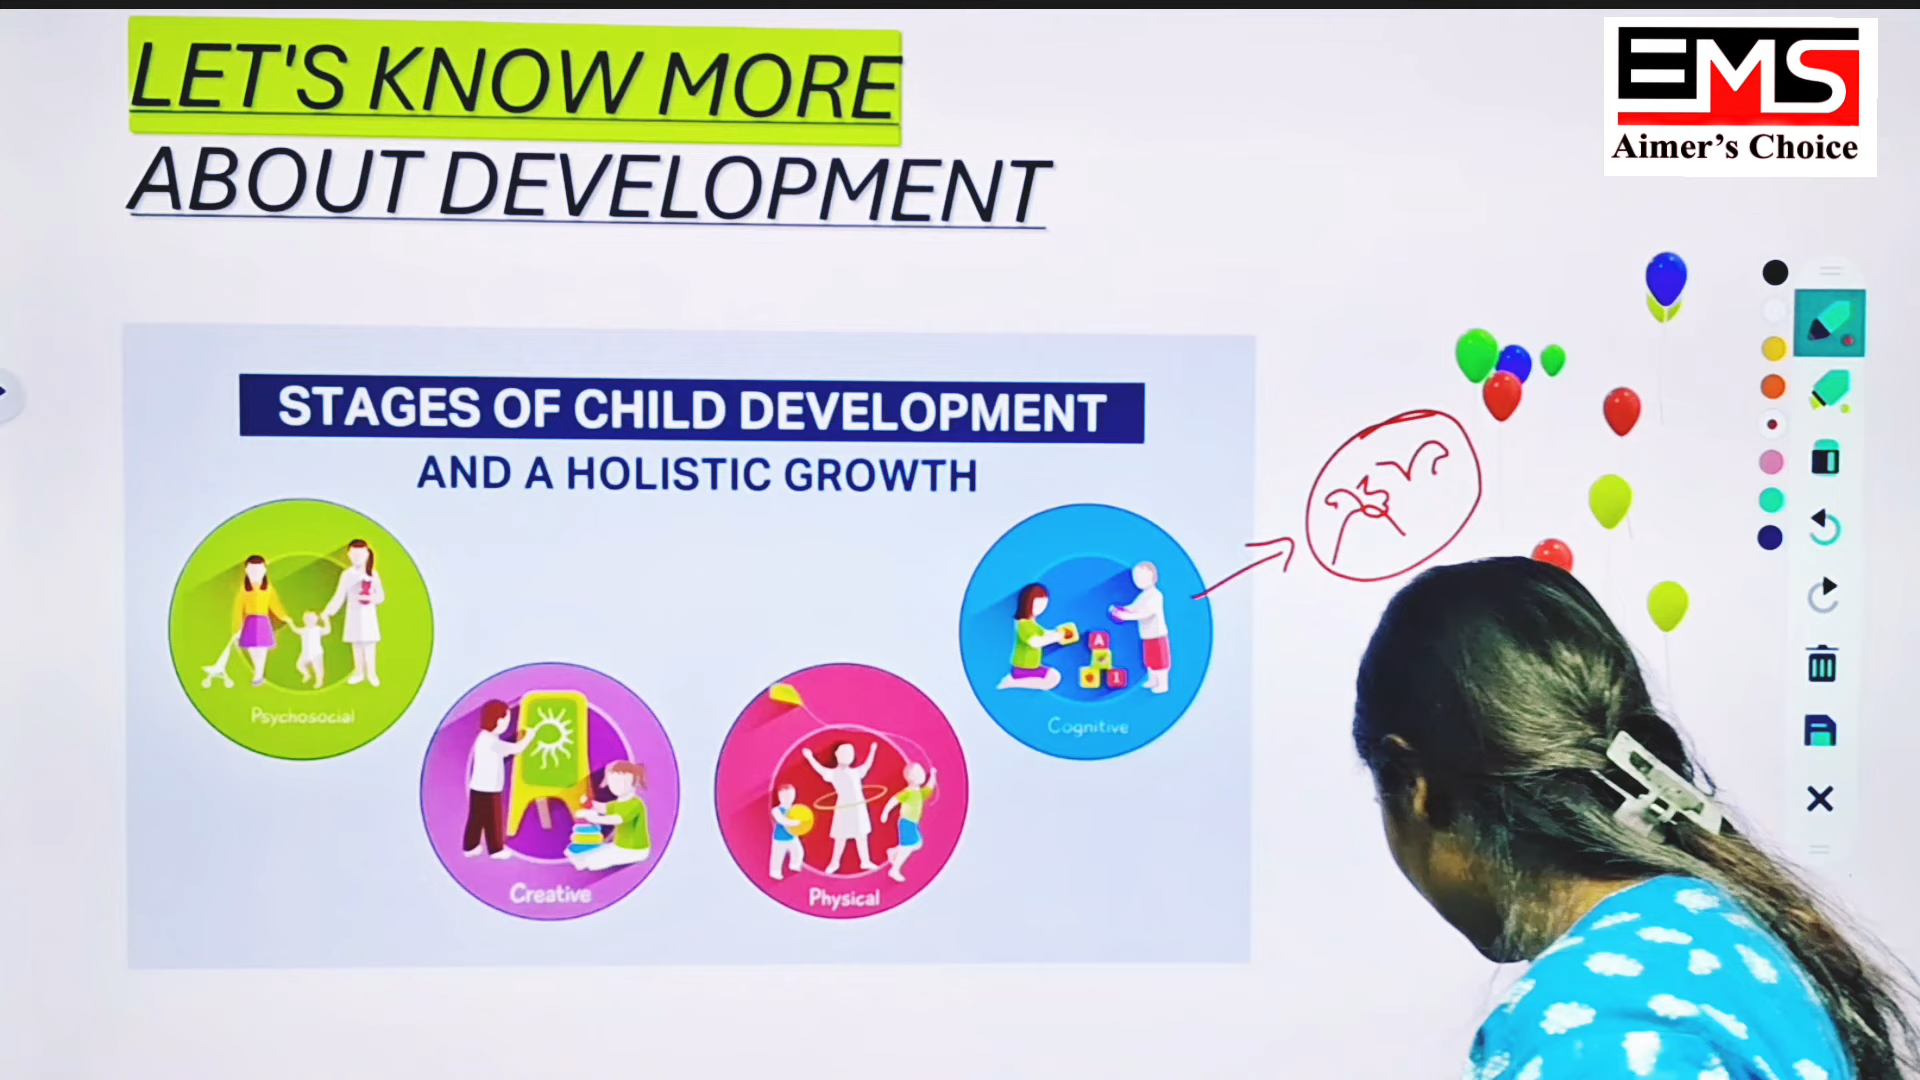 LET'S KNOW MORE
ABOUT DEVELOPMENT
EMS
Aimer's Choice
STAGES OF CHILD DEVELOPMENT
AND A HOLISTIC GROWTH
Psychosocial
Creative
Physical
Cognitive
A
1